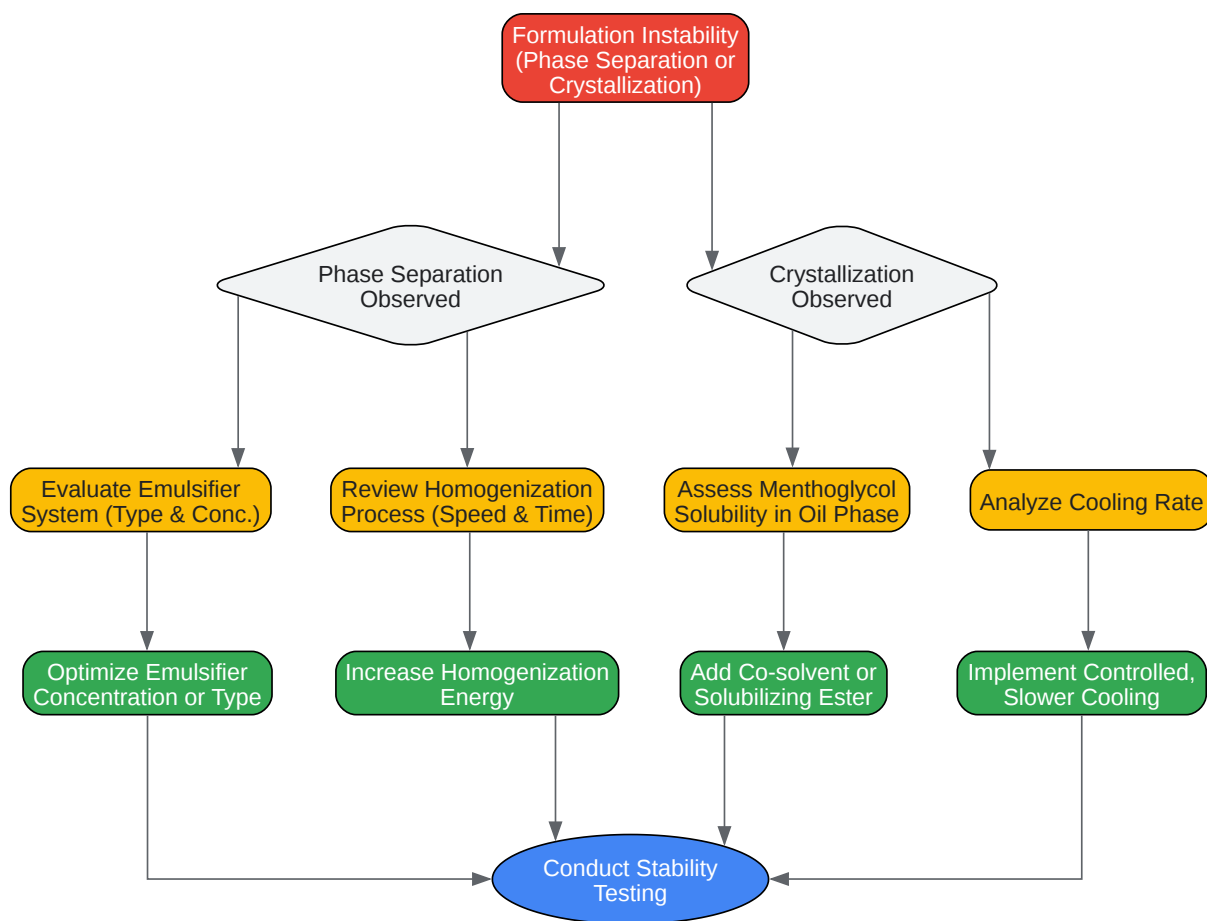 Formulation Instability
(Phase Separation or
Crystallization)
Phase Separation
Observed
Crystallization
Observed
Evaluate Emulsifier
System (Type & Conc.)
Review Homogenization
Process (Speed & Time)
Assess Menthoglycol
Solubility in Oil Phase
Analyze Cooling Rate
Optimize Emulsifier
Concentration or Type
Increase Homogenization
Energy
Add Co-solvent or
Solubilizing Ester
Implement Controlled,
Slower Cooling
Conduct Stability
Testing